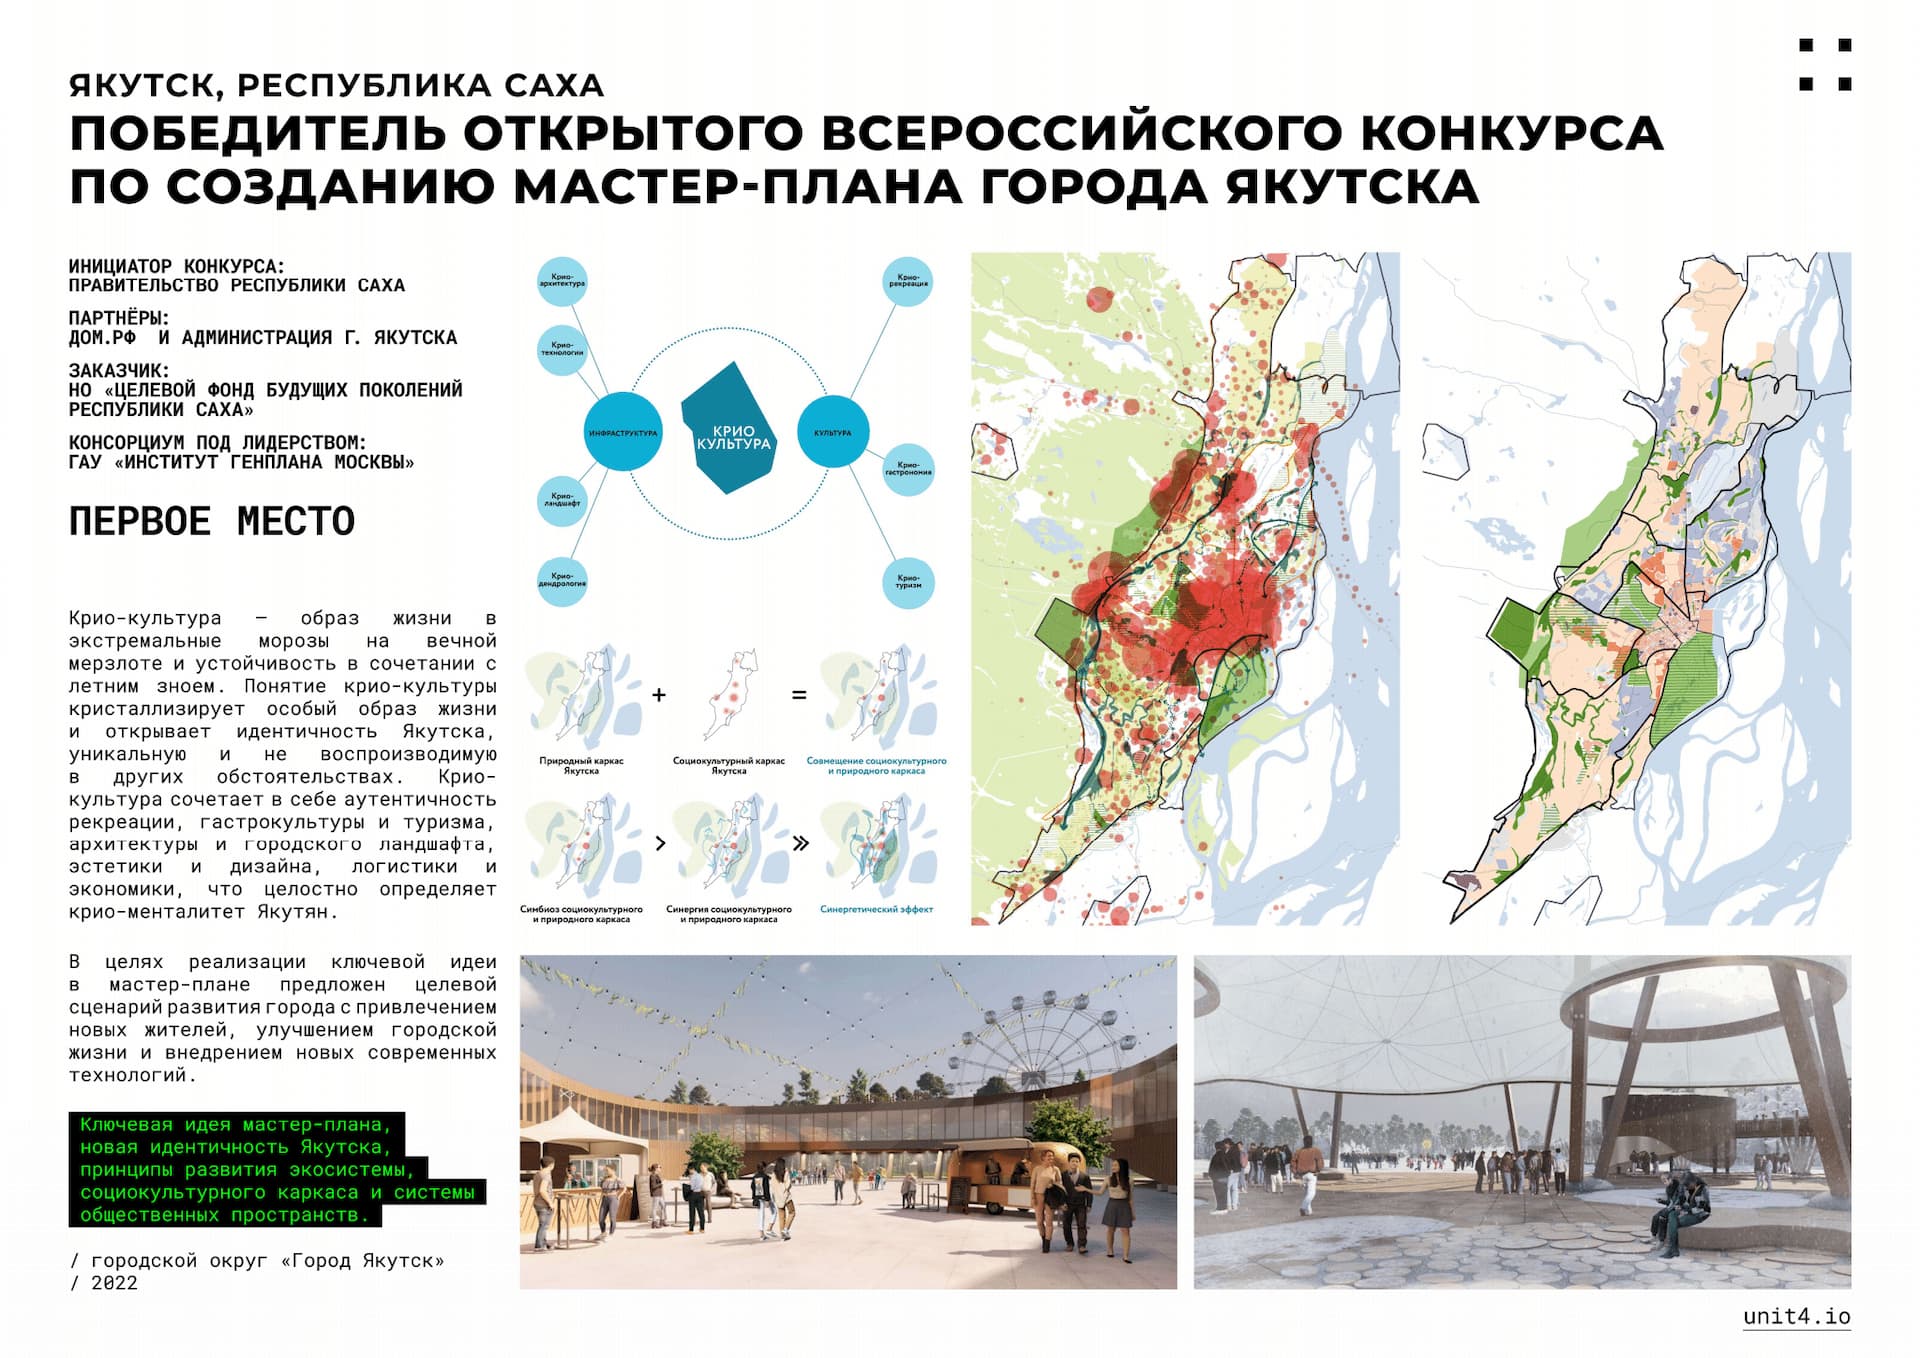 ЯКУТСК, РЕСПУБЛИКА САХА
ПОБЕДИТЕЛЬ ОТКРЫТОГО ВСЕРОССИЙСКОГО КОНКУРСА
ПО СОЗДАНИЮ МАСТЕР-ПЛАНА ГОРОДА ЯКУТСКА
ИНИЦИАТОР КОНКУРСА:
ПРАВИТЕЛЬСТВО РЕСПУБЛИКИ САХА
ПАРТНЁРЫ:
ДОМ.РФ И АДМИНИСТРАЦИЯ Г. ЯКУТСКА
ЗАКАЗЧИК:
НО «ЦЕЛЕВОЙ ФОНД БУДУЩИХ ПОКОЛЕНИЙ
РЕСПУБЛИКИ САХА»
КОНСОРЦИУМ ПОД ЛИДЕРСТВОМ:
ГАУ «ИНСТИТУТ ГЕНПЛАНА МОСКВЫ»
ПЕРВОЕ МЕСТО
Крио-культура – образ жизни в
экстремальные морозы на вечной
мерзлоте и устойчивость в сочетании с
летним зноем. Понятие крио-культуры
кристаллизирует особый образ жизни
и открывает идентичность Якутска,
уникальную и не воспроизводимую
в других обстоятельствах. Крио-
культура сочетает в себе аутентичность
рекреации, гастрокультуры и туризма,
архитектуры и городского ландшафта,
эстетики и дизайна, логистики и
экономики, что целостно определяет
крио-менталитет Якутян.
В целях реализации ключевой идеи
в мастер-плане предложен целевой
сценарий развития города с привлечением
новых жителей, улучшением городской
жизни и внедрением новых современных
технологий.
Ключевая идея мастер-плана,
новая идентичность Якутска,
принципы развития экосистемы,
социокультурного каркаса и системы
общественных пространств.
/ городской округ «Город Якутск»
/ 2022
Крио-
архитектура
Крио-
технологии
ИНФРАСТРУКТУРА
Крио-
ландшафт
Крио-
дендрология
КРИО
КУЛЬТУРА
КУЛЬТУРА
Крио-
рекреация
Крио-
гастрономия
Крио-
туризм
+
=
Природный каркас
Якутска
Социокультурный каркас
Якутска
Совмещение социокультурного
и природного каркаса
>
»
Симбиоз социокультурного
и природного каркаса
Синергия социокультурного
и природного каркаса
Синергетический эффект
unit4.io